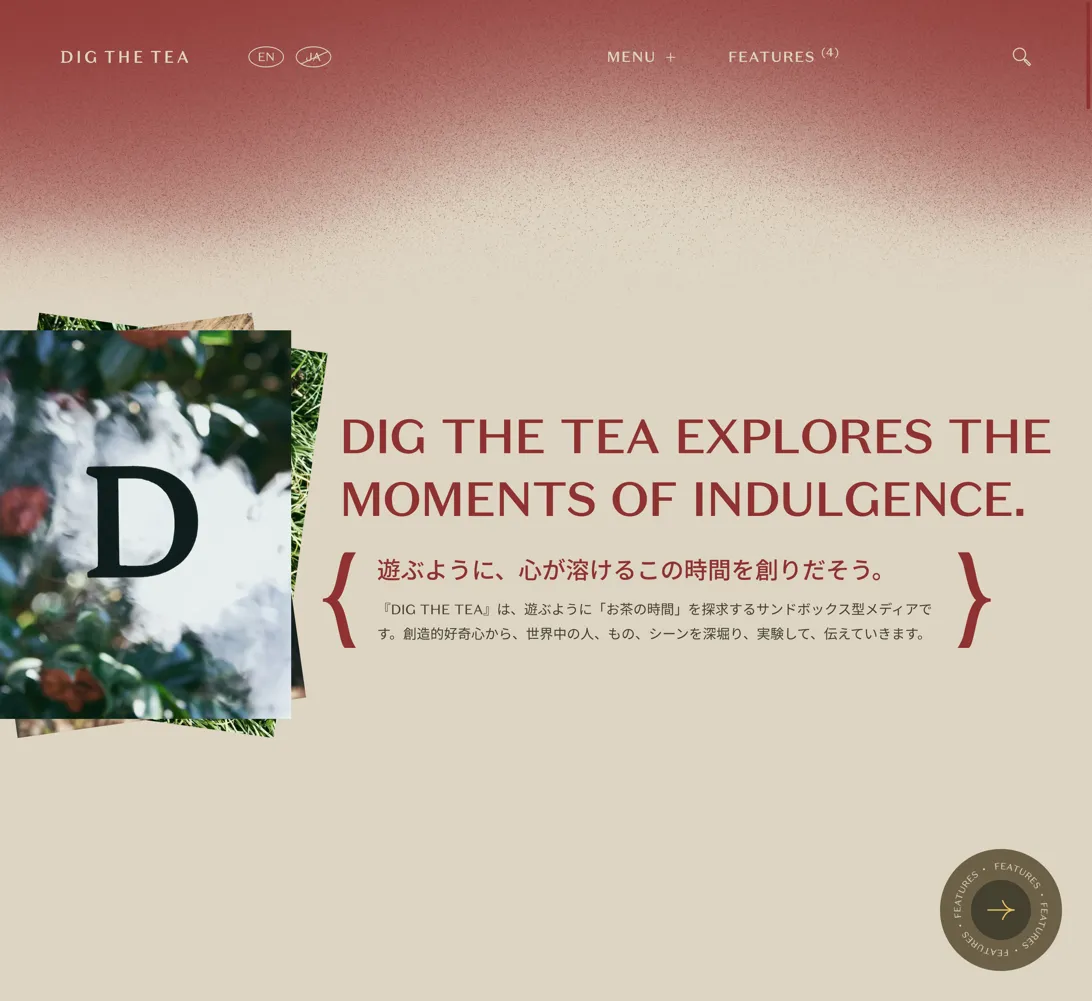 DIG THE TEA
EN
JA
MENU +
FEATURES (4)
D
DIG THE TEA EXPLORES THE
MOMENTS OF INDULGENCE.
{ 遊ぶように、心が溶けるこの時間を創りだそう。 }
『DIG THE TEA』は、遊ぶように「お茶の時間」を探求するサンドボックス型メディアで
す。創造的好奇心から、世界中の人、もの、シーンを深堀り、実験して、伝えていきます。
FEATURES • FEATURES • FEATURES • FEATURES • FEATURES •